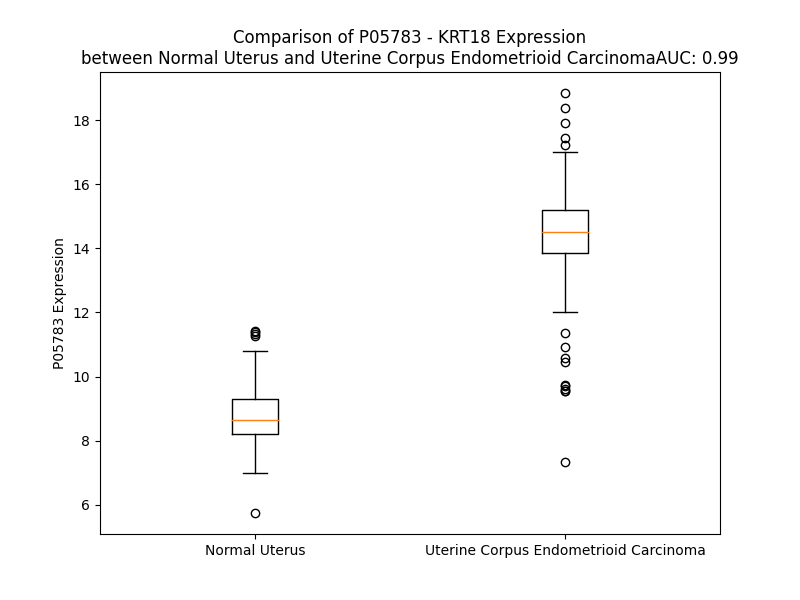 Comparison of P05783 - KRT18 Expression
between Normal Uterus and Uterine Corpus Endometrioid CarcinomaAUC: 0.99
18
16
14
12
10
8
6
P05783 Expression
Normal Uterus
Uterine Corpus Endometrioid Carcinoma